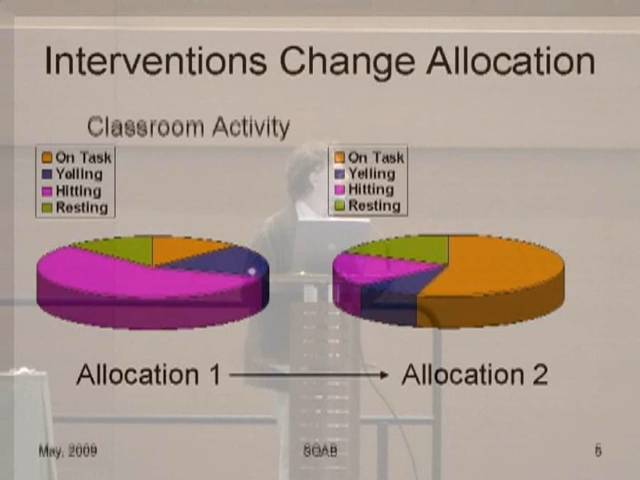 Interventions Change Allocation
Classroom Activity
On Task
Yelling
Hitting
Resting
On Task
Yelling
Hitting
Resting
Allocation 1
Allocation 2
May, 2009
SQAB
5